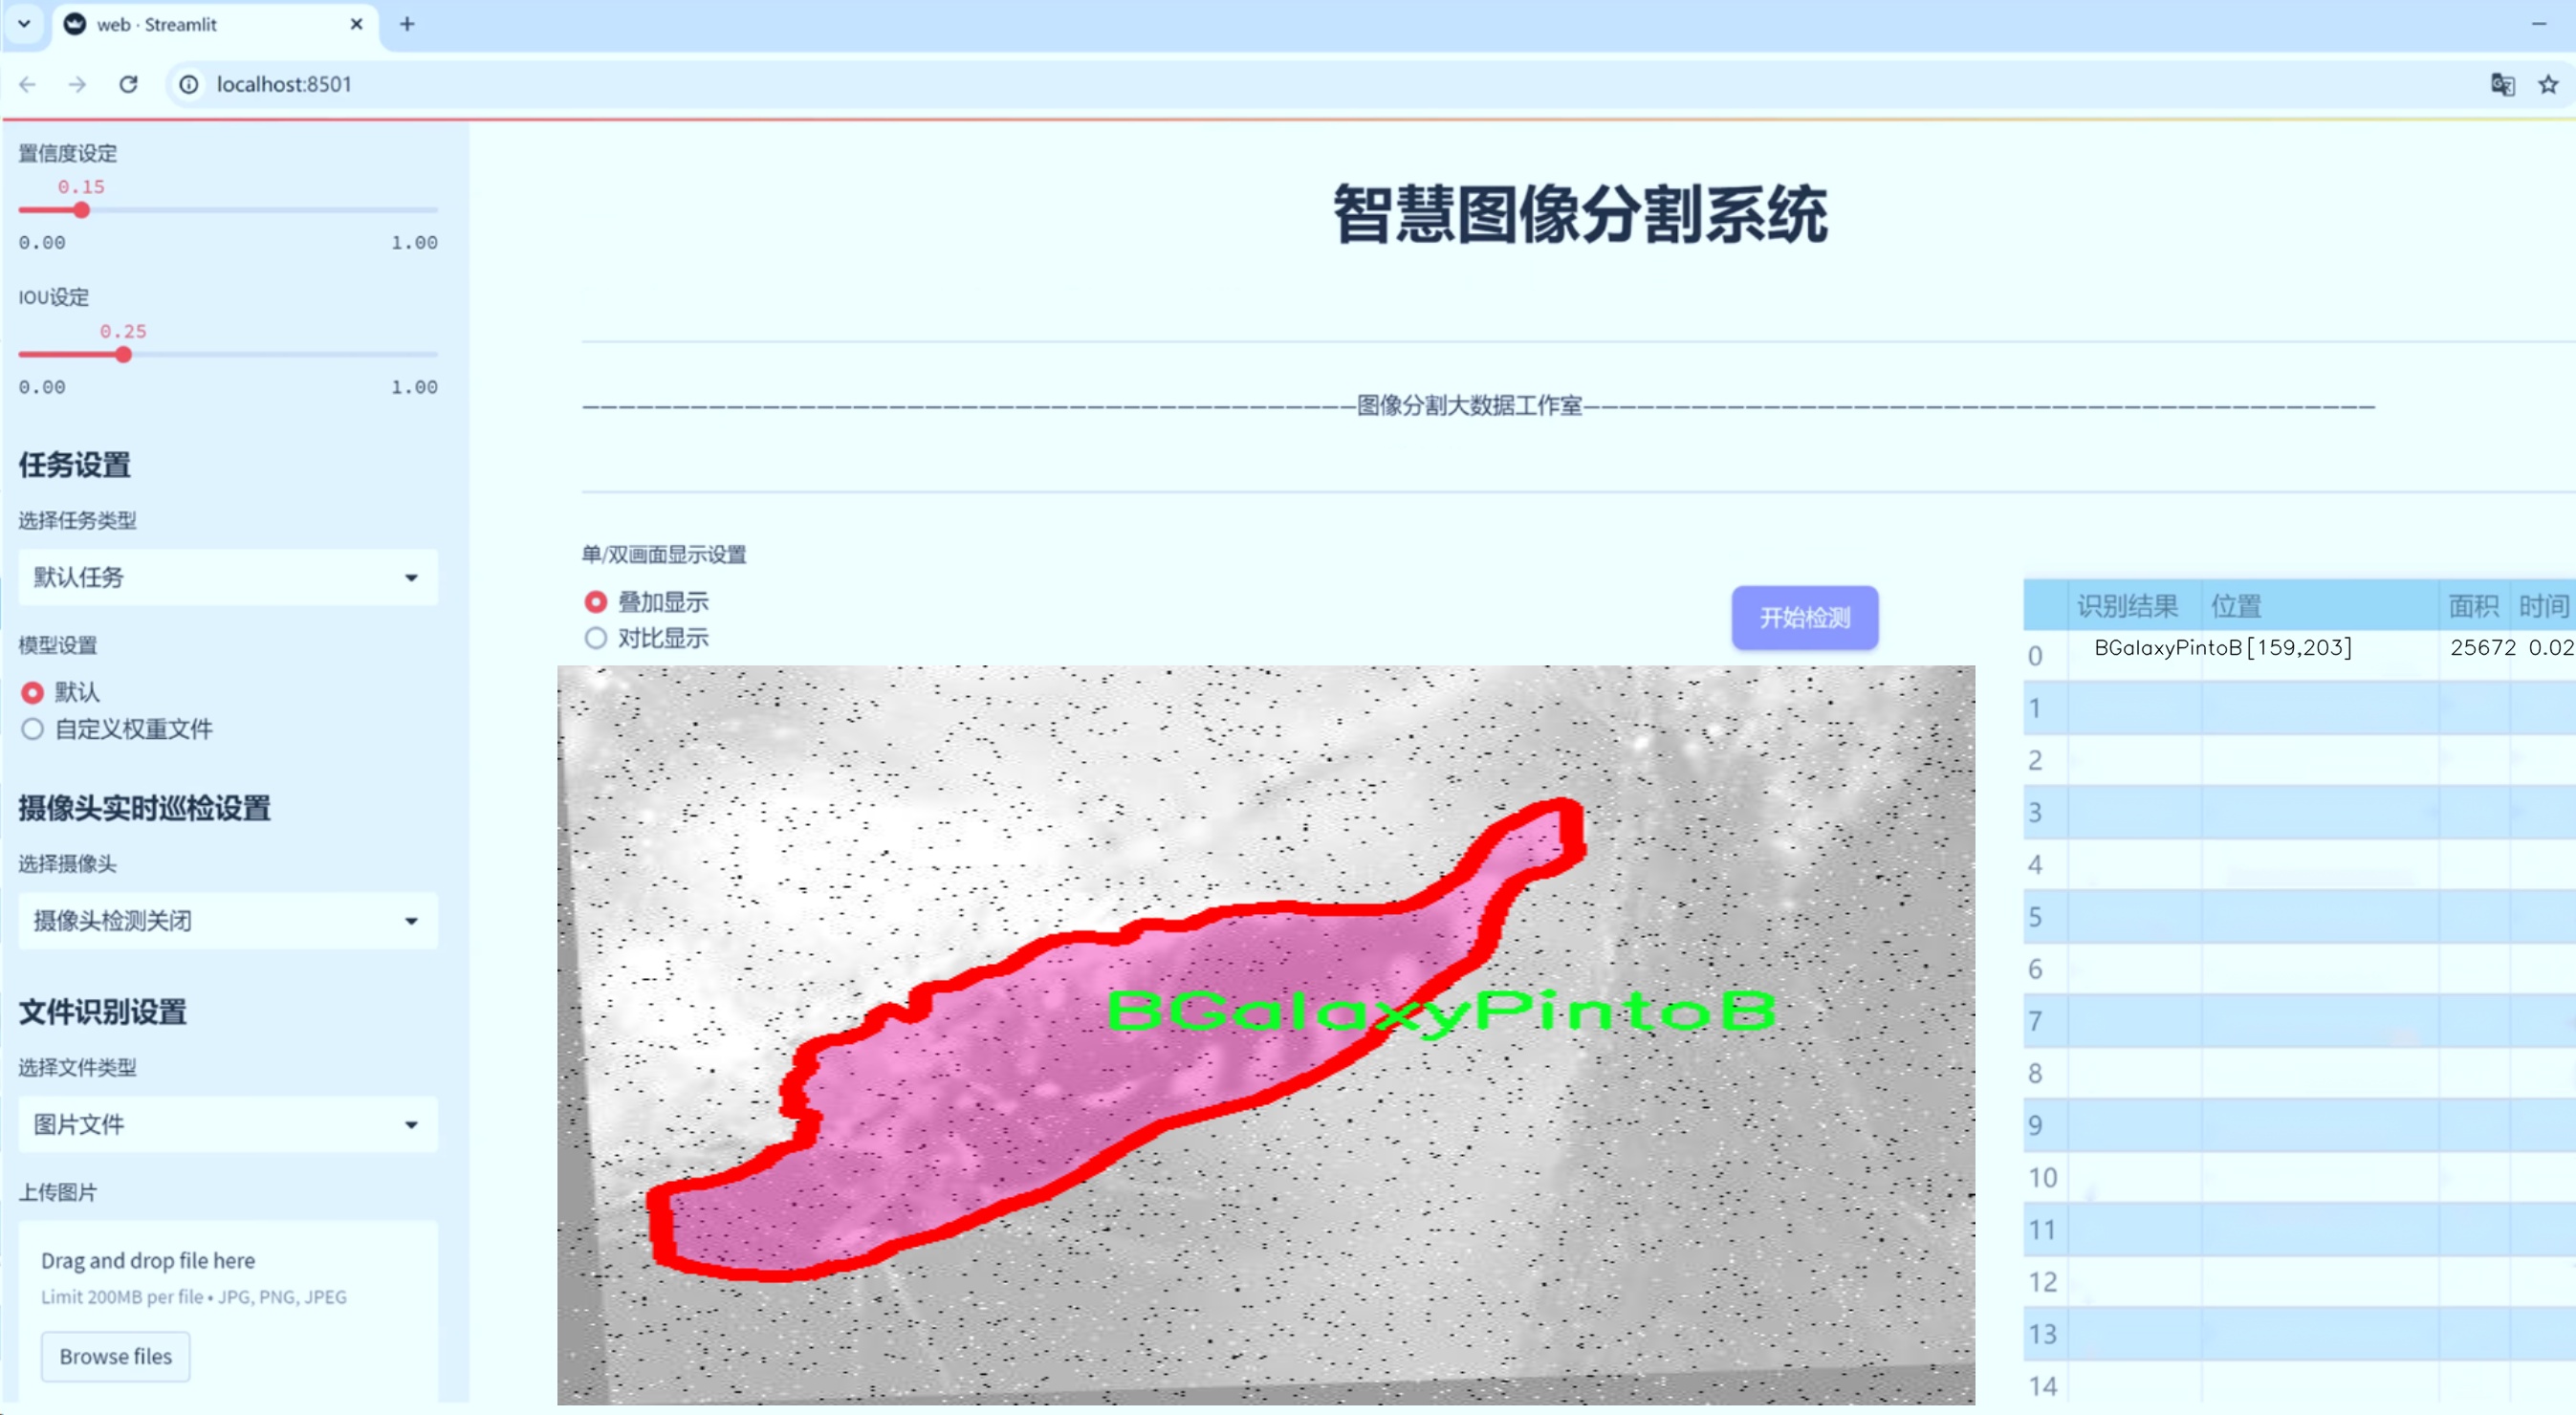 web · Streamlit
localhost:8501
置信度设定
0.15
0.00 1.00
IOU设定
0.25
0.00 1.00
任务设置
选择任务类型
默认任务
模型设置
默认
自定义权重文件
摄像头实时巡检设置
选择摄像头
摄像头检测关闭
文件识别设置
选择文件类型
图片文件
上传图片
Drag and drop file here
Limit 200MB per file • JPG, PNG, JPEG
Browse files
智慧图像分割系统
图像分割大数据工作室
单/双画面显示设置
叠加显示
对比显示
开始检测
BGalaxyPintoB
识别结果 位置 面积 时间
0 BGalaxyPintoB [159,203] 25672 0.02
1
2
3
4
5
6
7
8
9
10
11
12
13
14